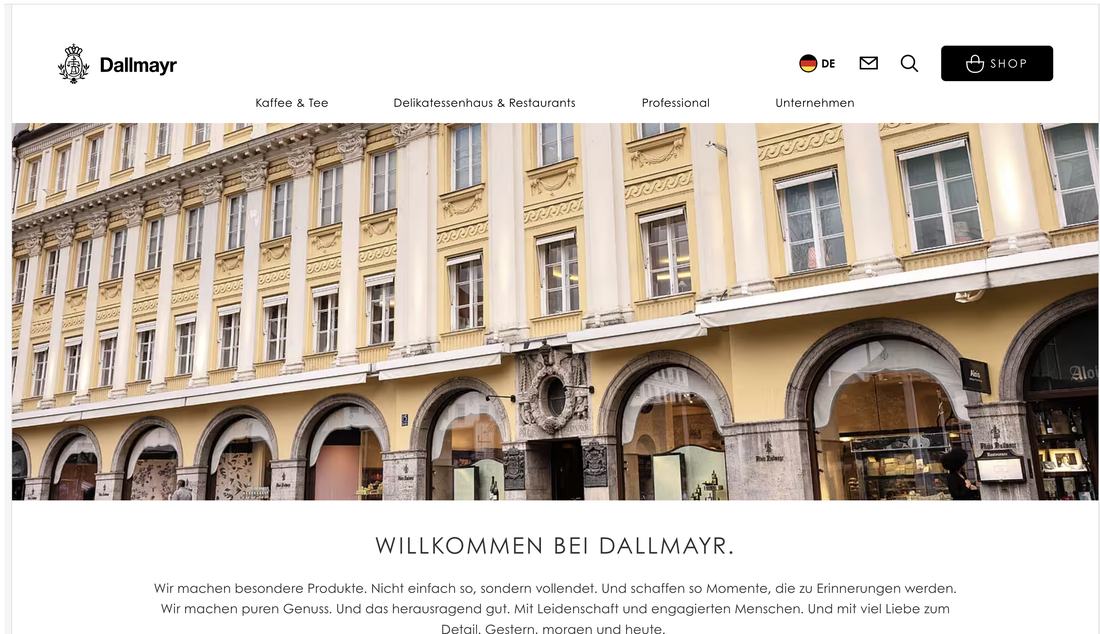 Dallmayr
DE
SHOP
Kaffee & Tee
Delikatessenhaus & Restaurants
Professional
Unternehmen
Alois
WILLKOMMEN BEI DALLMAYR.
Wir machen besondere Produkte. Nicht einfach so, sondern vollendet. Und schaffen so Momente, die zu Erinnerungen werden.
Wir machen puren Genuss. Und das herausragend gut. Mit Leidenschaft und engagierten Menschen. Und mit viel Liebe zum
Detail. Gestern, morgen und heute.